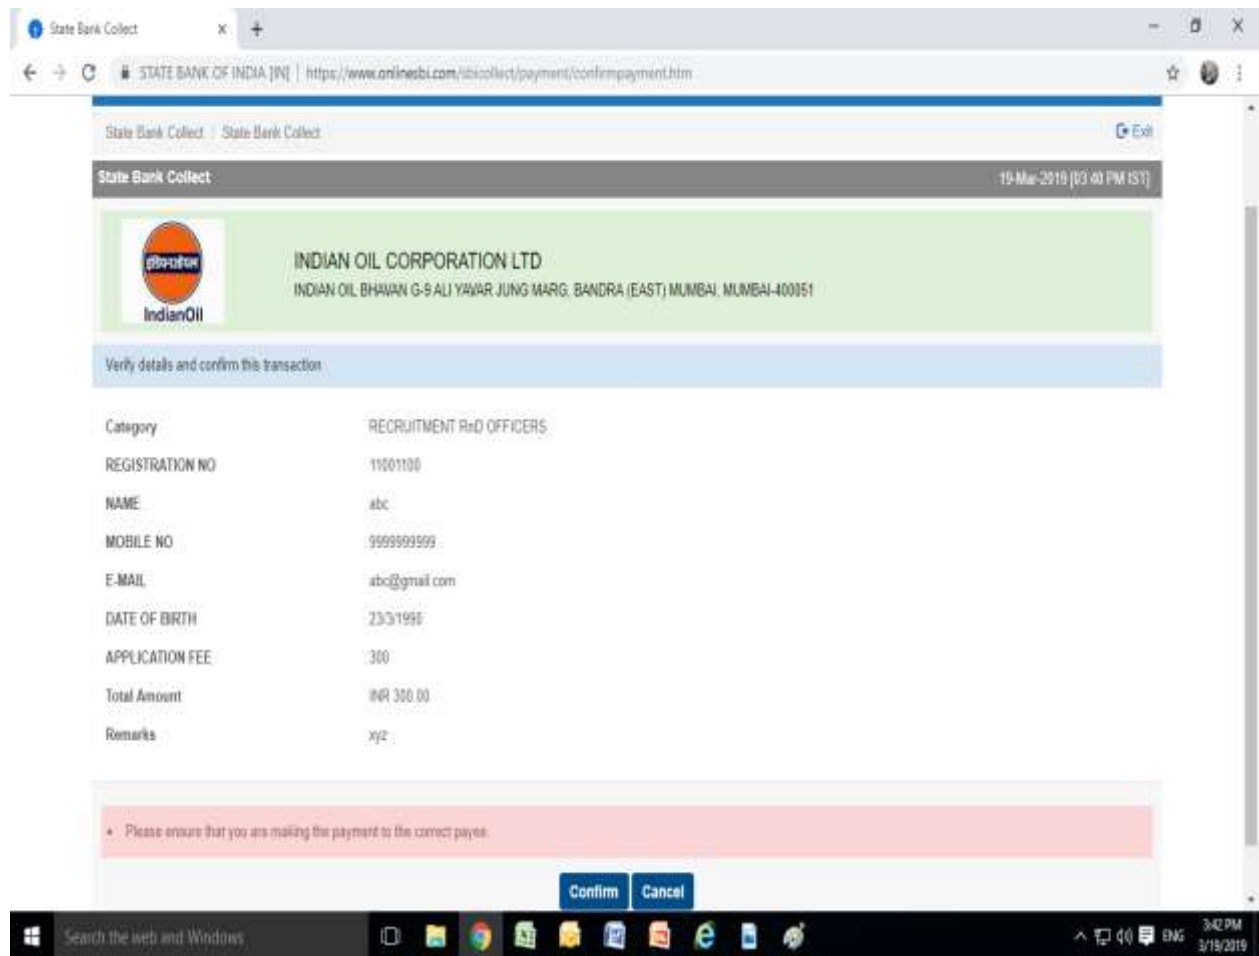 State Bank Collect
STATE BANK OF INDIA [IN] | https://www.onlinesbi.com/sbicollect/payment/confirmpayment.htm
State Bank Collect State Bank Collect Exit
State Bank Collect 19-Mar-2019 [03:40 PM IST]
INDIAN OIL CORPORATION LTD
INDIAN OIL BHAVAN G-9 ALI YAVAR JUNG MARG, BANDRA (EAST) MUMBAI, MUMBAI-400051
इंडियनऑयल
IndianOil
Verify details and confirm this transaction
Category RECRUITMENT RnD OFFICERS
REGISTRATION NO 11001100
NAME abc
MOBILE NO 9999999999
E-MAIL abc@gmail.com
DATE OF BIRTH 23/3/1990
APPLICATION FEE 300
Total Amount INR 300.00
Remarks xyz
• Please ensure that you are making the payment to the correct payee.
Confirm Cancel
Search the web and Windows ENG 3:42 PM
3/19/2019